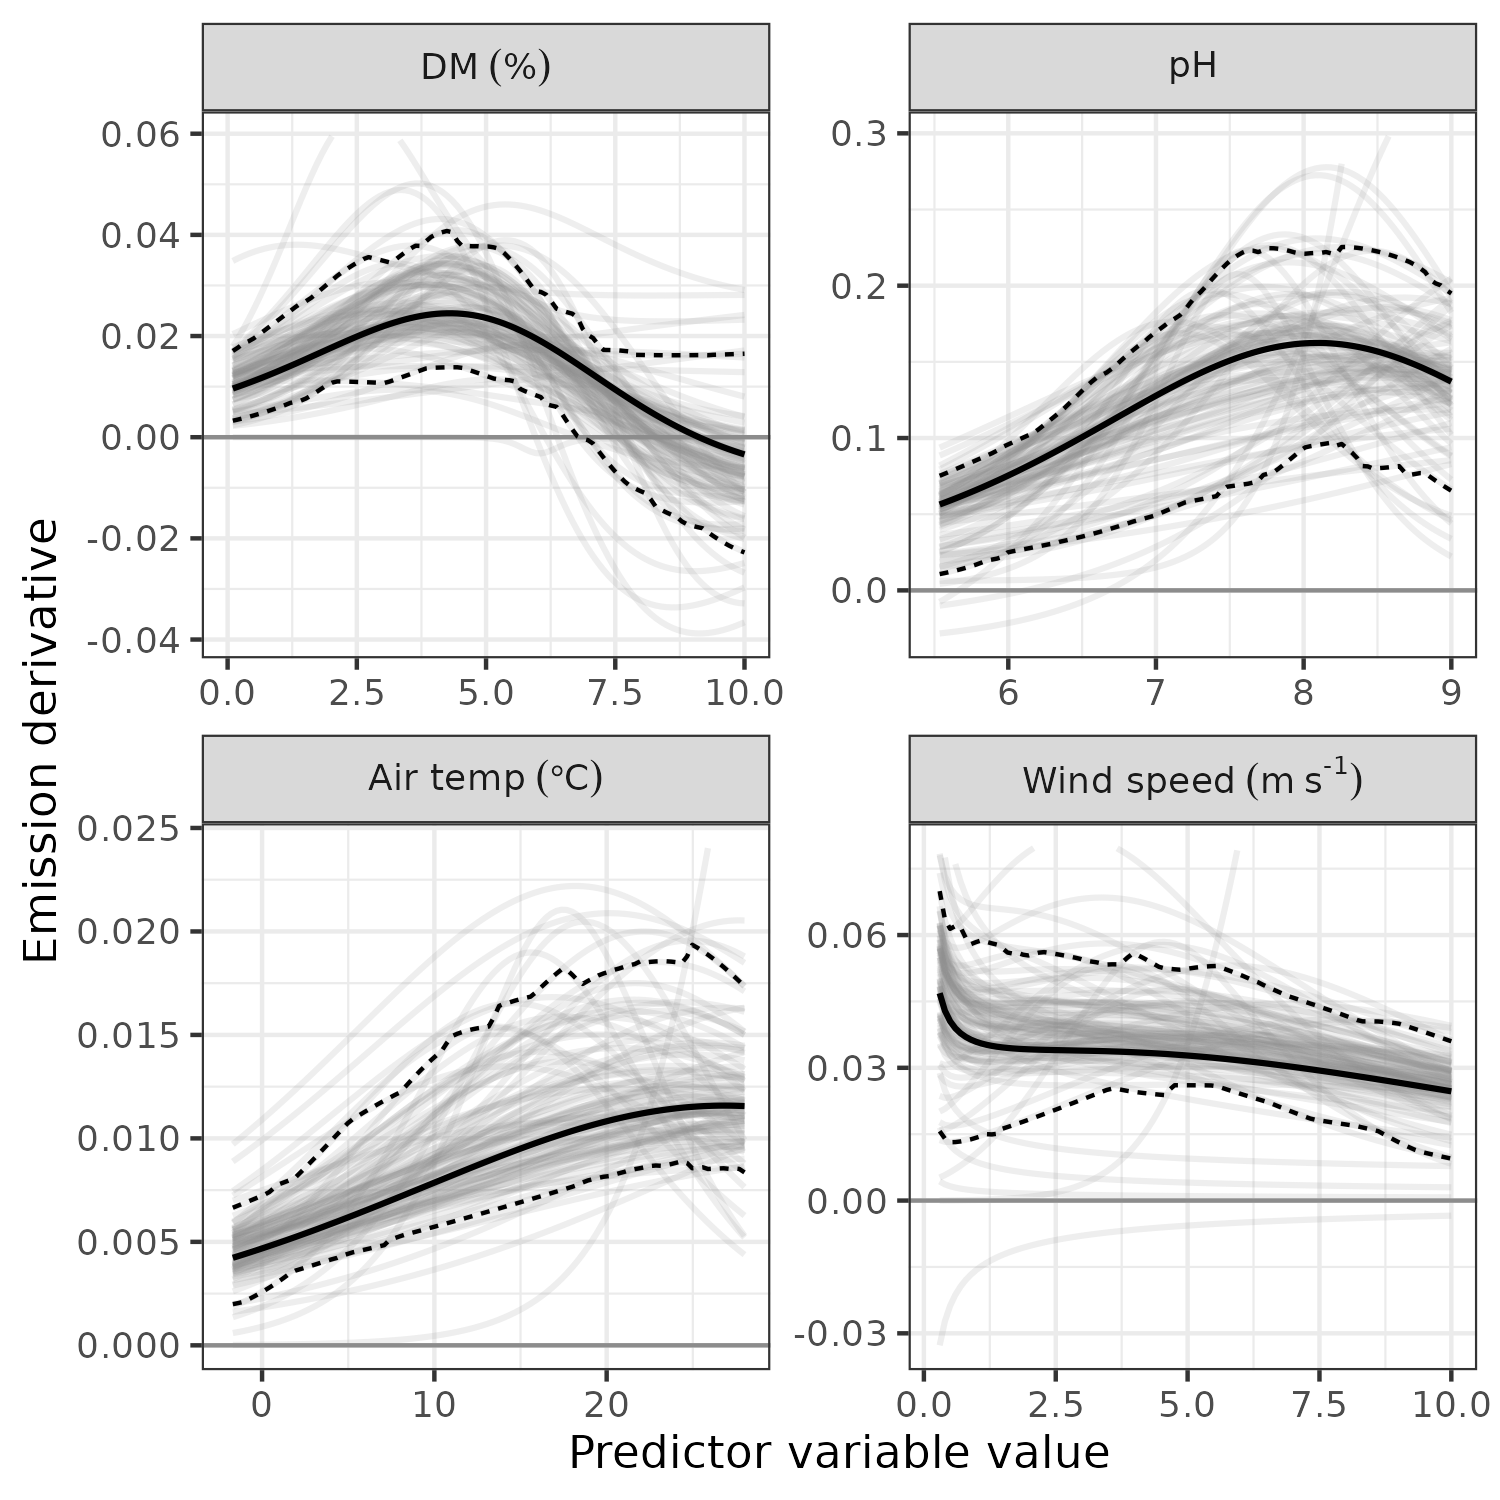 DM (%)
pH
0.06
0.04
0.02
0.00
-0.02
-0.04
0.3
0.2
0.1
0.0
0.0 2.5 5.0 7.5 10.0
6 7 8 9
Emission derivative
Air temp (°C)
Wind speed (m s⁻¹)
0.025
0.020
0.015
0.010
0.005
0.000
0.06
0.03
0.00
-0.03
0 10 20
0.0 2.5 5.0 7.5 10.0
Predictor variable value